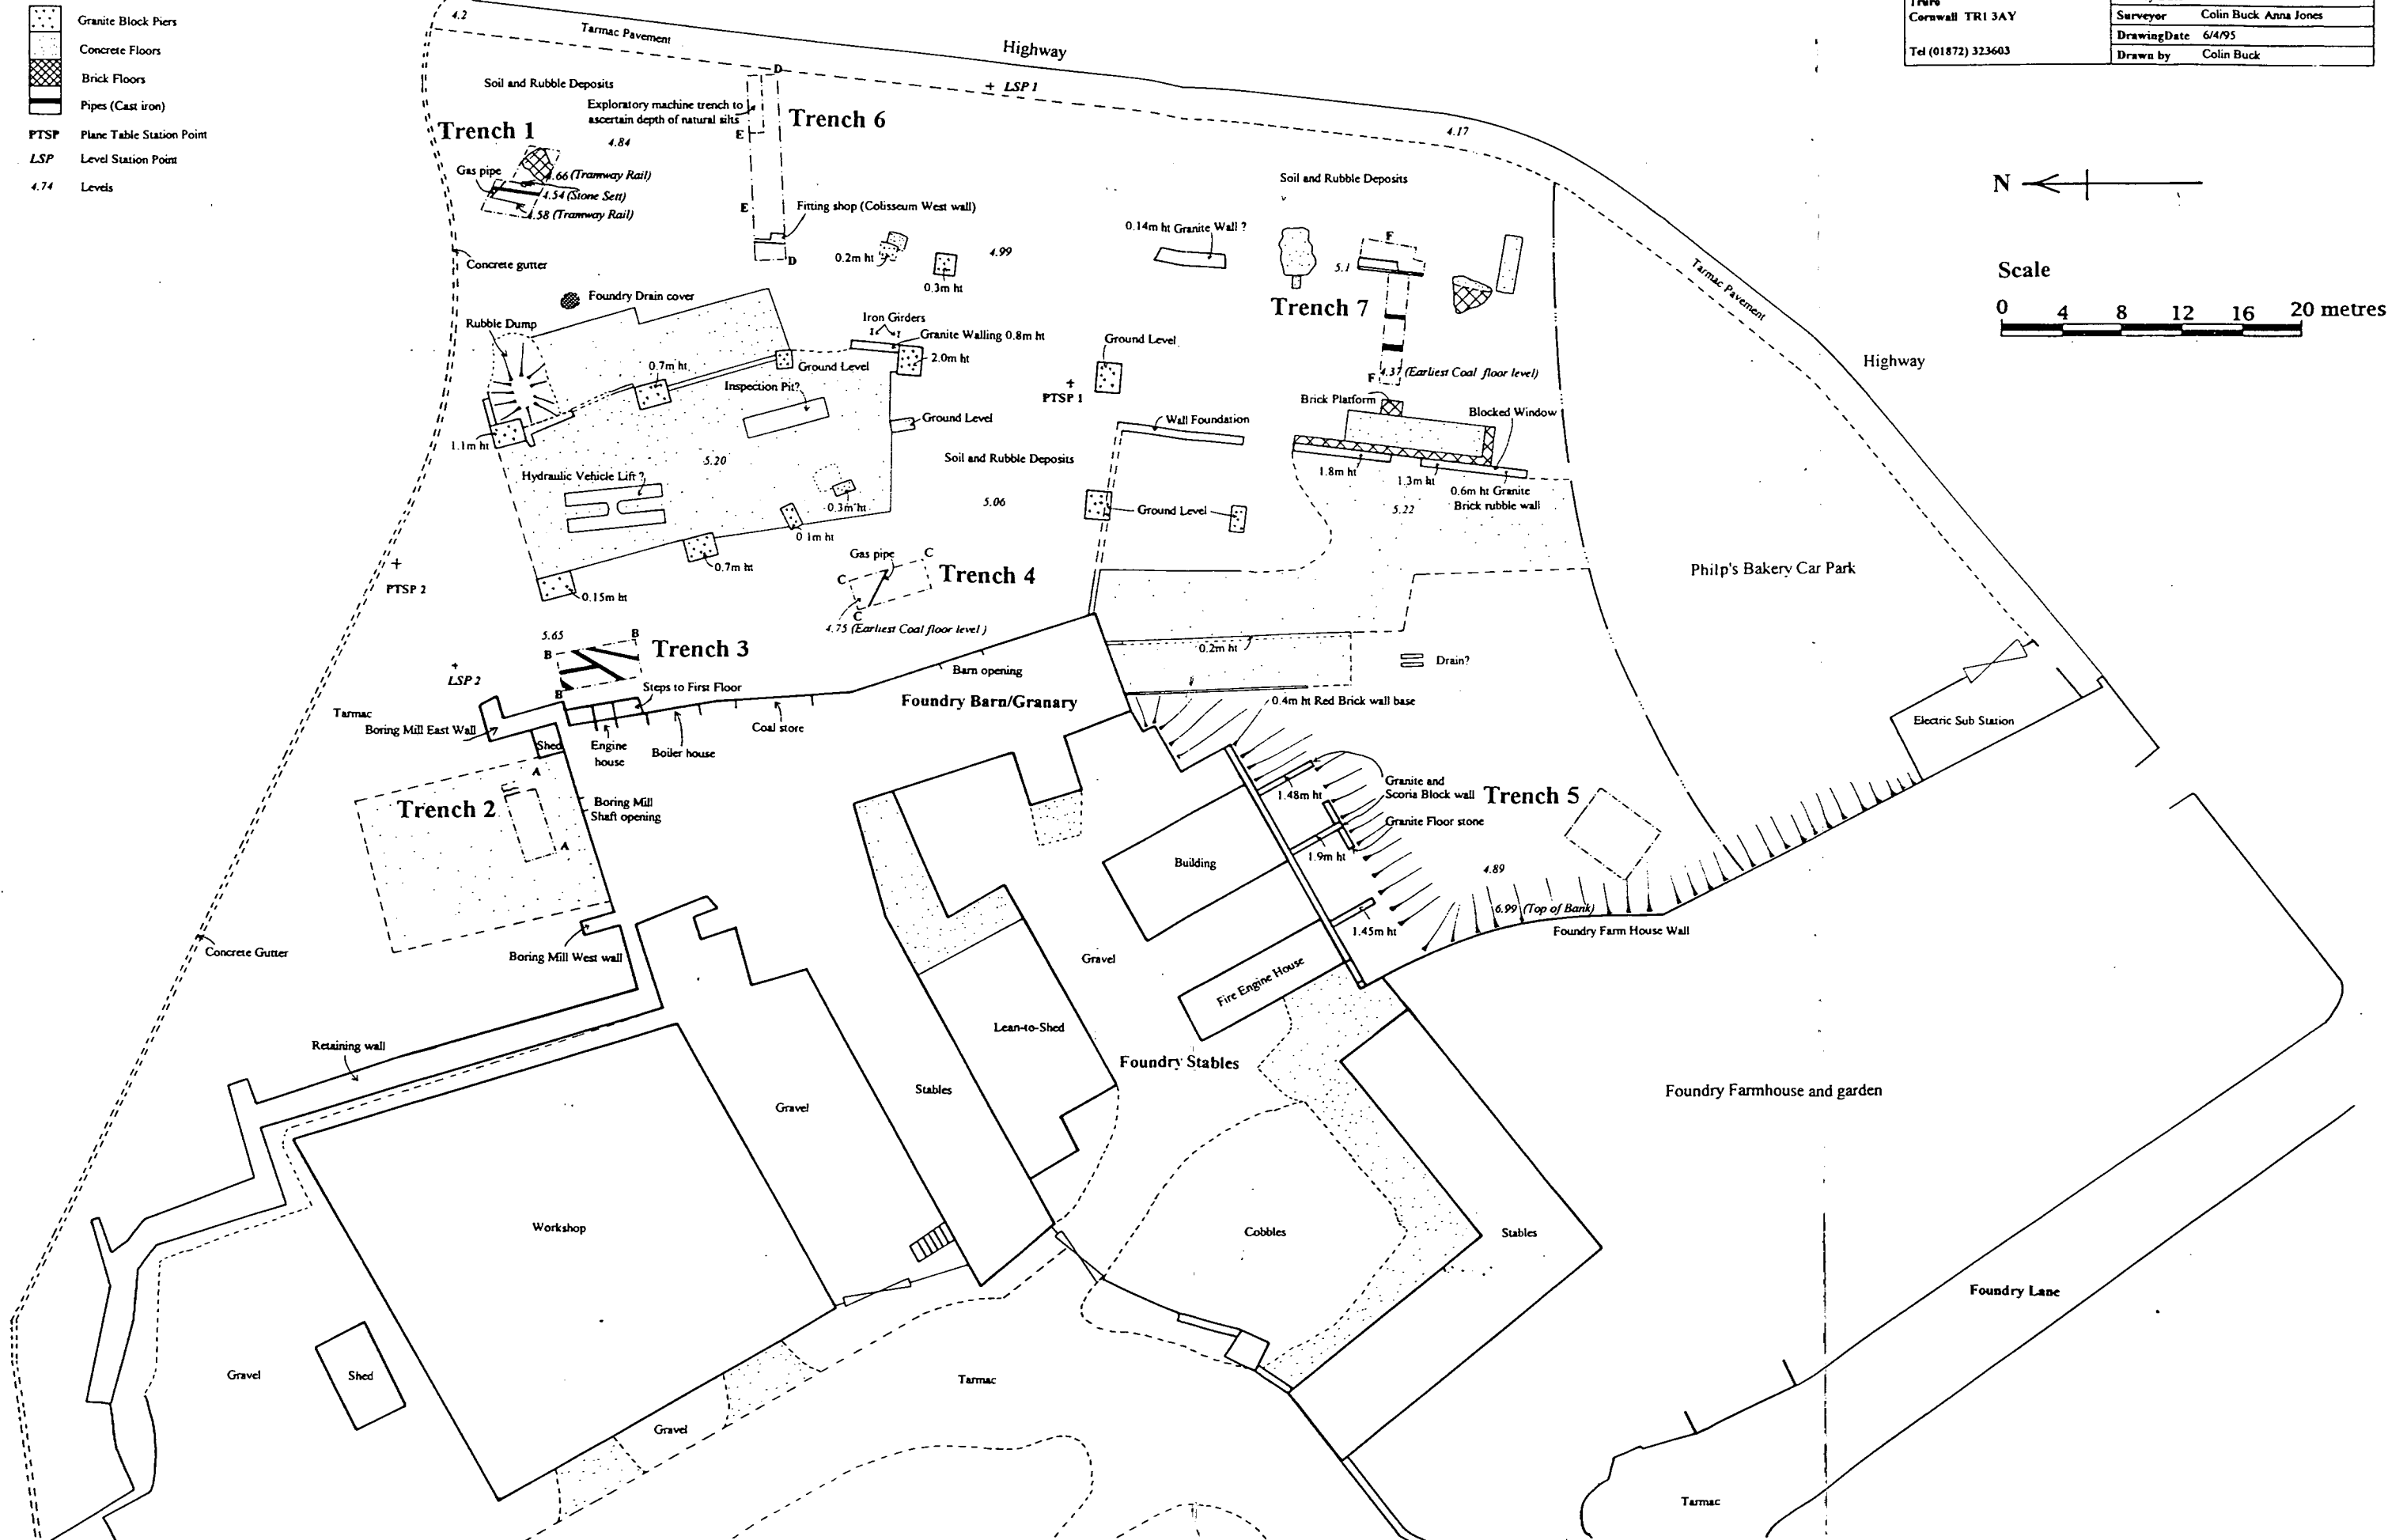 Granite Block Piers
Concrete Floors
Brick Floors
Pipes (Cast iron)
PTSP Plane Table Station Point
LSP Level Station Point
4.74 Levels
Truro
Cornwall TR1 3AY
Tel (01872) 323603
Surveyor Colin Buck Anna Jones
DrawingDate 6/4/95
Drawn by Colin Buck
4.2
Tarmac Pavement
Highway
Soil and Rubble Deposits
D
+ LSP 1
Exploratory machine trench to
ascertain depth of natural silts
Trench 6
Trench 1
E
4.84
4.17
Gas pipe
4.66 (Tramway Rail)
4.54 (Stone Sett)
4.58 (Tramway Rail)
Soil and Rubble Deposits
N
E
Fitting shop (Colisseum West wall)
0.14m ht Granite Wall ?
F
D
0.2m ht
4.99
5.1
Concrete gutter
0.3m ht
Tarmac Pavement
Scale
0 4 8 12 16 20 metres
Foundry Drain cover
Trench 7
Rubble Dump
Iron Girders
Granite Walling 0.8m ht
2.0m ht
Ground Level
Highway
0.7m ht
Ground Level
Inspection Pit?
PTSP 1
F
4.37 (Earliest Coal floor level)
Brick Platform
Blocked Window
Ground Level
Wall Foundation
1.1m ht
5.20
Soil and Rubble Deposits
Hydraulic Vehicle Lift ?
1.8m ht
1.3m ht
0.6m ht Granite
Brick rubble wall
0.3m ht
5.06
Ground Level
5.22
0 1m ht
0.7m ht
Gas pipe
C
C
Trench 4
Philp's Bakery Car Park
PTSP 2
0.15m ht
C
4.75 (Earliest Coal floor level )
5.65
B
B
Trench 3
0.2m ht
Drain?
LSP 2
Barn opening
B
Steps to First Floor
Foundry Barn/Granary
0.4m ht Red Brick wall base
Tarmac
Boring Mill East Wall
Coal store
Electric Sub Station
Shed
Engine
house
Boiler house
A
Trench 2
Boring Mill
Shaft opening
Granite and
Scoria Block wall
Trench 5
1.48m ht
Granite Floor stone
A
Building
1.9m ht
4.89
6.99 (Top of Bank)
1.45m ht
Foundry Farm House Wall
Concrete Gutter
Boring Mill West wall
Gravel
Fire Engine House
Lean-to-Shed
Retaining wall
Foundry Stables
Stables
Foundry Farmhouse and garden
Gravel
Workshop
Cobbles
Stables
Foundry Lane
Gravel
Shed
Tarmac
Gravel
Tarmac